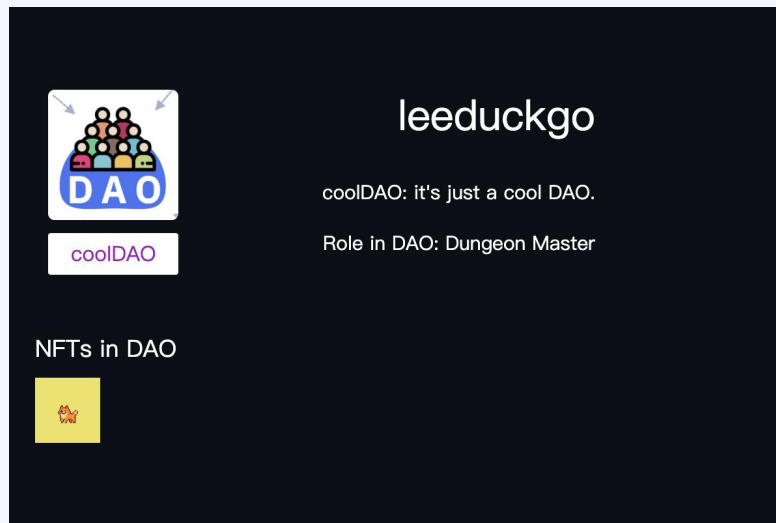 DAO
coolDAO
leeduckgo
coolDAO: it's just a cool DAO.
Role in DAO: Dungeon Master
NFTs in DAO